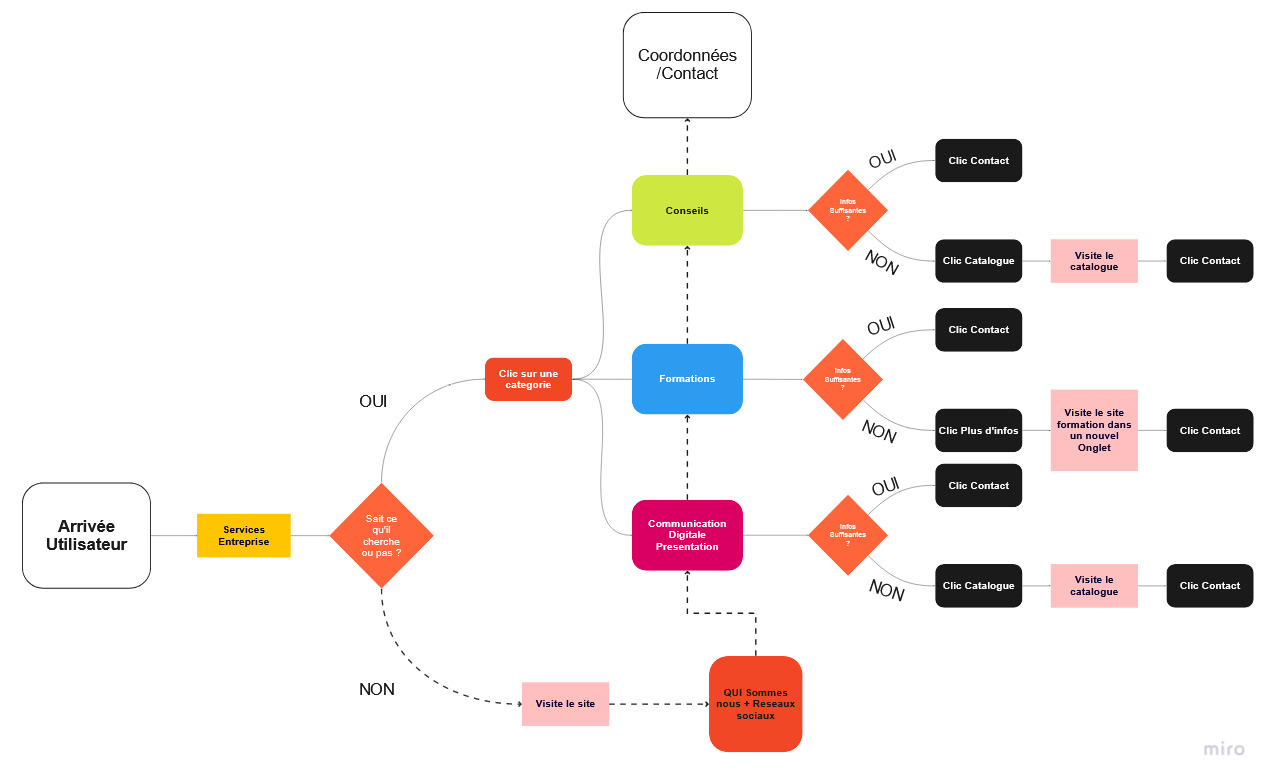 Coordonnées
/Contact
OUI
Clic Contact
Infos
Suffisantes
?
Conseils
NON
Clic Catalogue
Visite le
catalogue
Clic Contact
OUI
Clic Contact
Clic sur une
categorie
Formations
Infos
Suffisantes
?
OUI
NON
Clic Plus d'infos
Visite le site
formation dans
un nouvel
Onglet
Clic Contact
OUI
Clic Contact
Arrivée
Utilisateur
Services
Entreprise
Sait ce
qu'il
cherche
ou pas ?
Communication
Digitale
Presentation
Infos
Suffisantes
?
NON
Clic Catalogue
Visite le
catalogue
Clic Contact
NON
Visite le site
QUI Sommes
nous + Reseaux
sociaux
miro